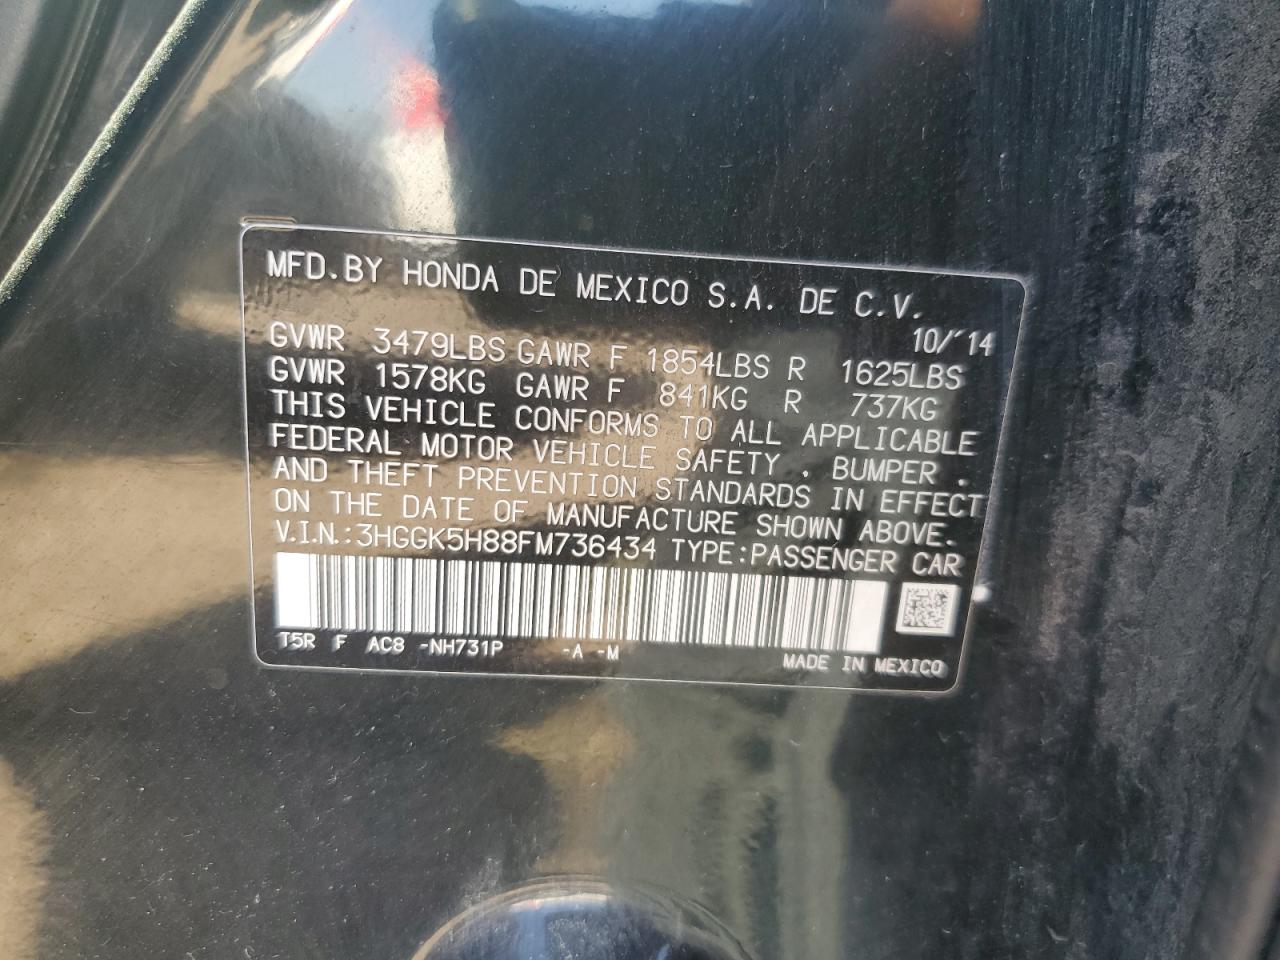 MFD.BY HONDA DE MEXICO S.A. DE C.V.
10/'14
GVWR 3479LBS GAWR F 1854LBS R 1625LBS
GVWR 1578KG GAWR F 841KG R 737KG
THIS VEHICLE CONFORMS TO ALL APPLICABLE
FEDERAL MOTOR VEHICLE SAFETY , BUMPER ,
AND THEFT PREVENTION STANDARDS IN EFFECT
ON THE DATE OF MANUFACTURE SHOWN ABOVE.
V.I.N.:3HGGK5H88FM736434 TYPE:PASSENGER CAR
T5R F AC8 -NH731P -A -M
MADE IN MEXICO